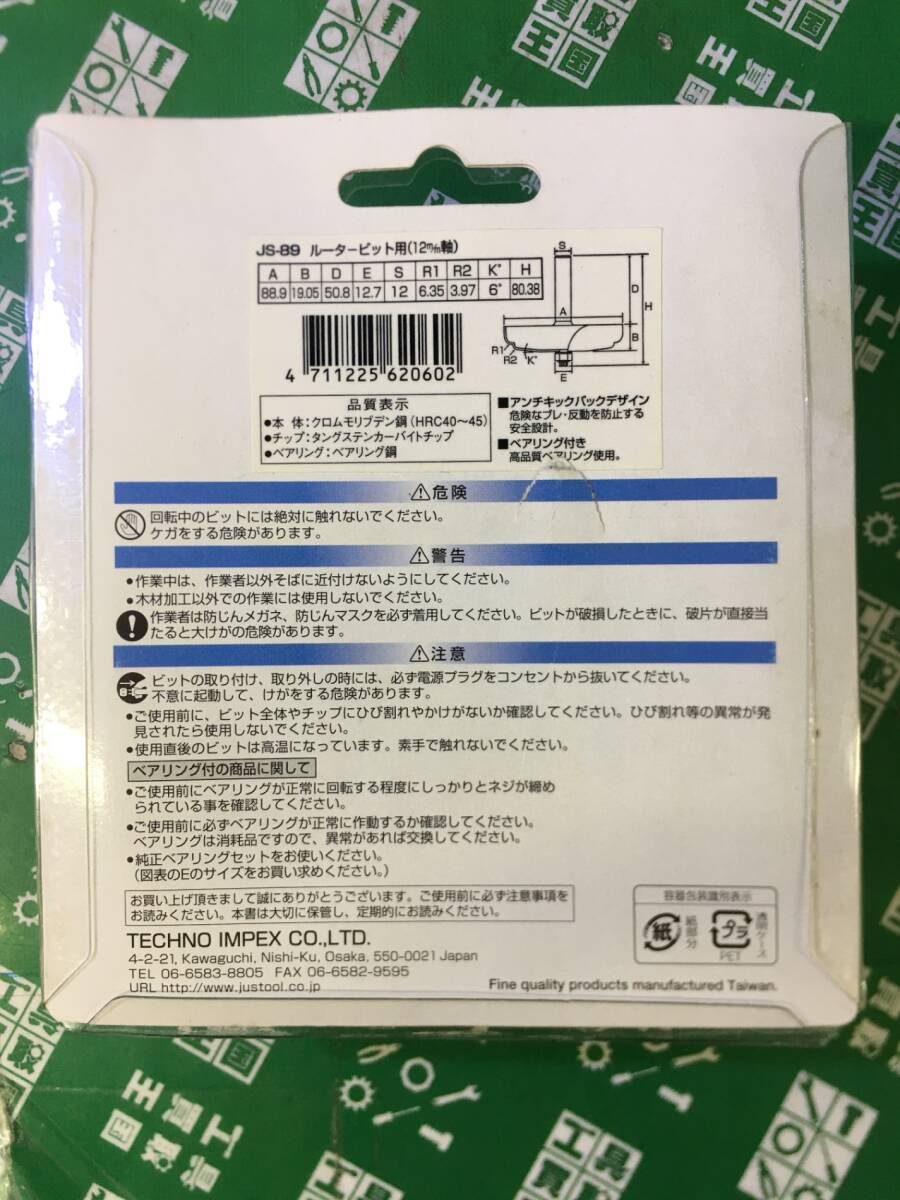 JS-89 ルータービット用(12m/m軸)
A B D E S R1 R2 K° H
88.9 19.05 50.8 12.7 12 6.35 3.97 6° 80.38
4 711225 620602
S
D
H
A
B
R1
R2
K°
E
品質表示
●本　体：クロムモリブデン鋼（HRC40～45）
●チップ：タングステンカーバイトチップ
●ベアリング：ベアリング鋼
■アンチキックバックデザイン
危険なブレ・反動を防止する
安全設計。
■ベアリング付き
高品質ベアリング使用。
⚠危険
回転中のビットには絶対に触れないでください。
ケガをする危険があります。
⚠警告
●作業中は、作業者以外そばに近付けないようにしてください。
●木材加工以外での作業には使用しないでください。
作業者は防じんメガネ、防じんマスクを必ず着用してください。ビットが破損したときに、破片が直接当
たると大けがの危険があります。
⚠注意
ビットの取り付け、取り外しの時には、必ず電源プラグをコンセントから抜いてください。
不意に起動して、けがをする危険があります。
●ご使用前に、ビット全体やチップにひび割れやかけがないか確認してください。ひび割れ等の異常が発
見されたら使用しないでください。
●使用直後のビットは高温になっています。素手で触れないでください。
ベアリング付の商品に関して
●ご使用前にベアリングが正常に回転する程度にしっかりとネジが締め
られている事を確認してください。
●ご使用前に必ずベアリングが正常に作動するか確認してください。
ベアリングは消耗品ですので、異常があれば交換してください。
●純正ベアリングセットをお使いください。
（図表のEのサイズをお買い求めください。）
お買い上げ頂きまして誠にありがとうございます。ご使用前に必ず注意事項を
お読みください。本書は大切に保管し、定期的にお読みください。
容器包装識別表示
紙
紙部分
プラ
PET
透明ケース
TECHNO IMPEX CO.,LTD.
4-2-21, Kawaguchi, Nishi-Ku, Osaka, 550-0021 Japan
TEL 06-6583-8805 FAX 06-6582-9595
URL http://www.justool.co.jp
Fine quality products manufactured Taiwan.